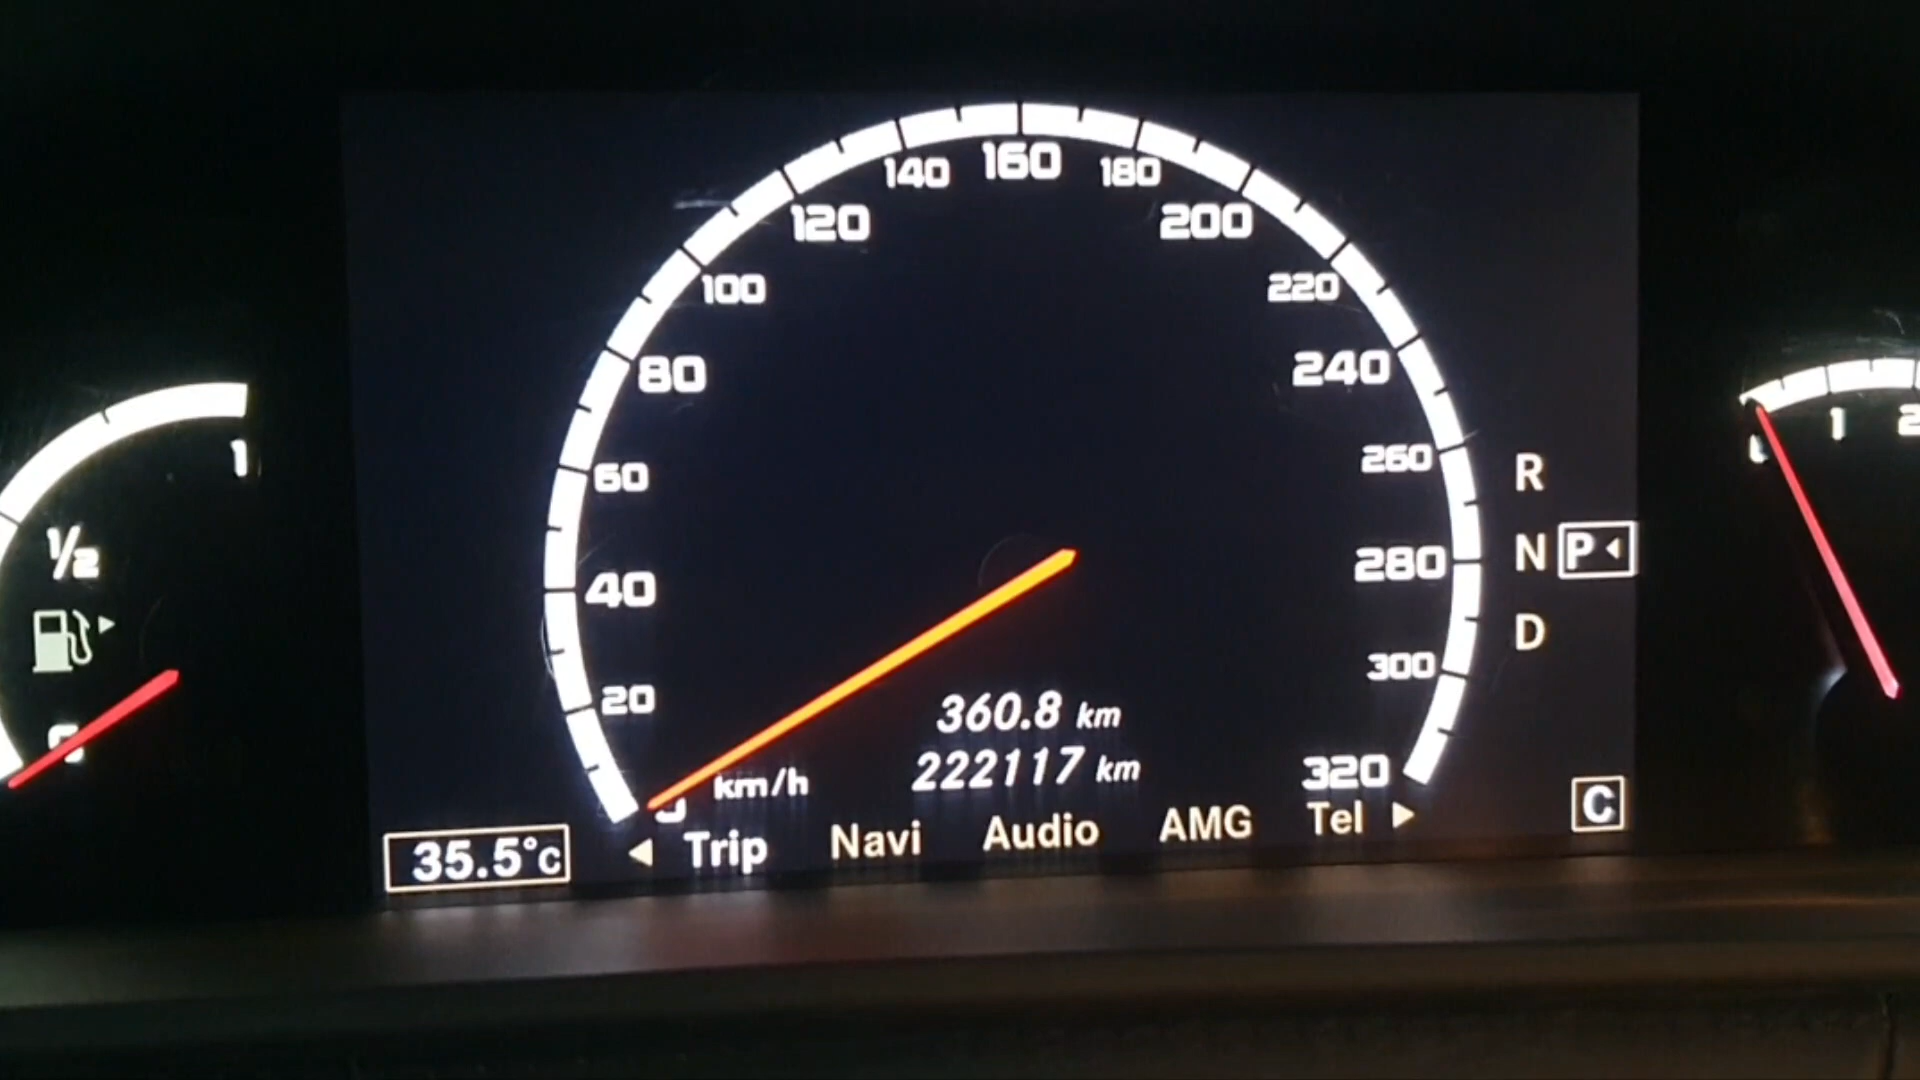 140 160 180
120 200
100 220
80 240
60 260
40 280
20 300
320
km/h
360.8 km
222117 km
35.5°C
Trip Navi Audio AMG Tel
R
N P
D
C
1
1/2
1 2